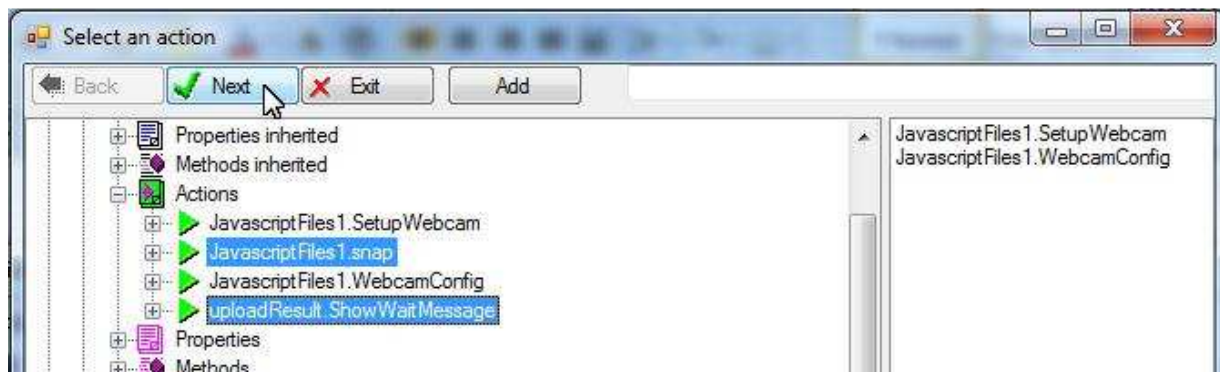 Select an action
Back Next Exit Add
Properties inherited
Methods inherited
Actions
JavascriptFiles1.SetupWebcam
JavascriptFiles1.snap
JavascriptFiles1.WebcamConfig
uploadResult.ShowWaitMessage
Properties
Methods
JavascriptFiles1.SetupWebcam
JavascriptFiles1.WebcamConfig